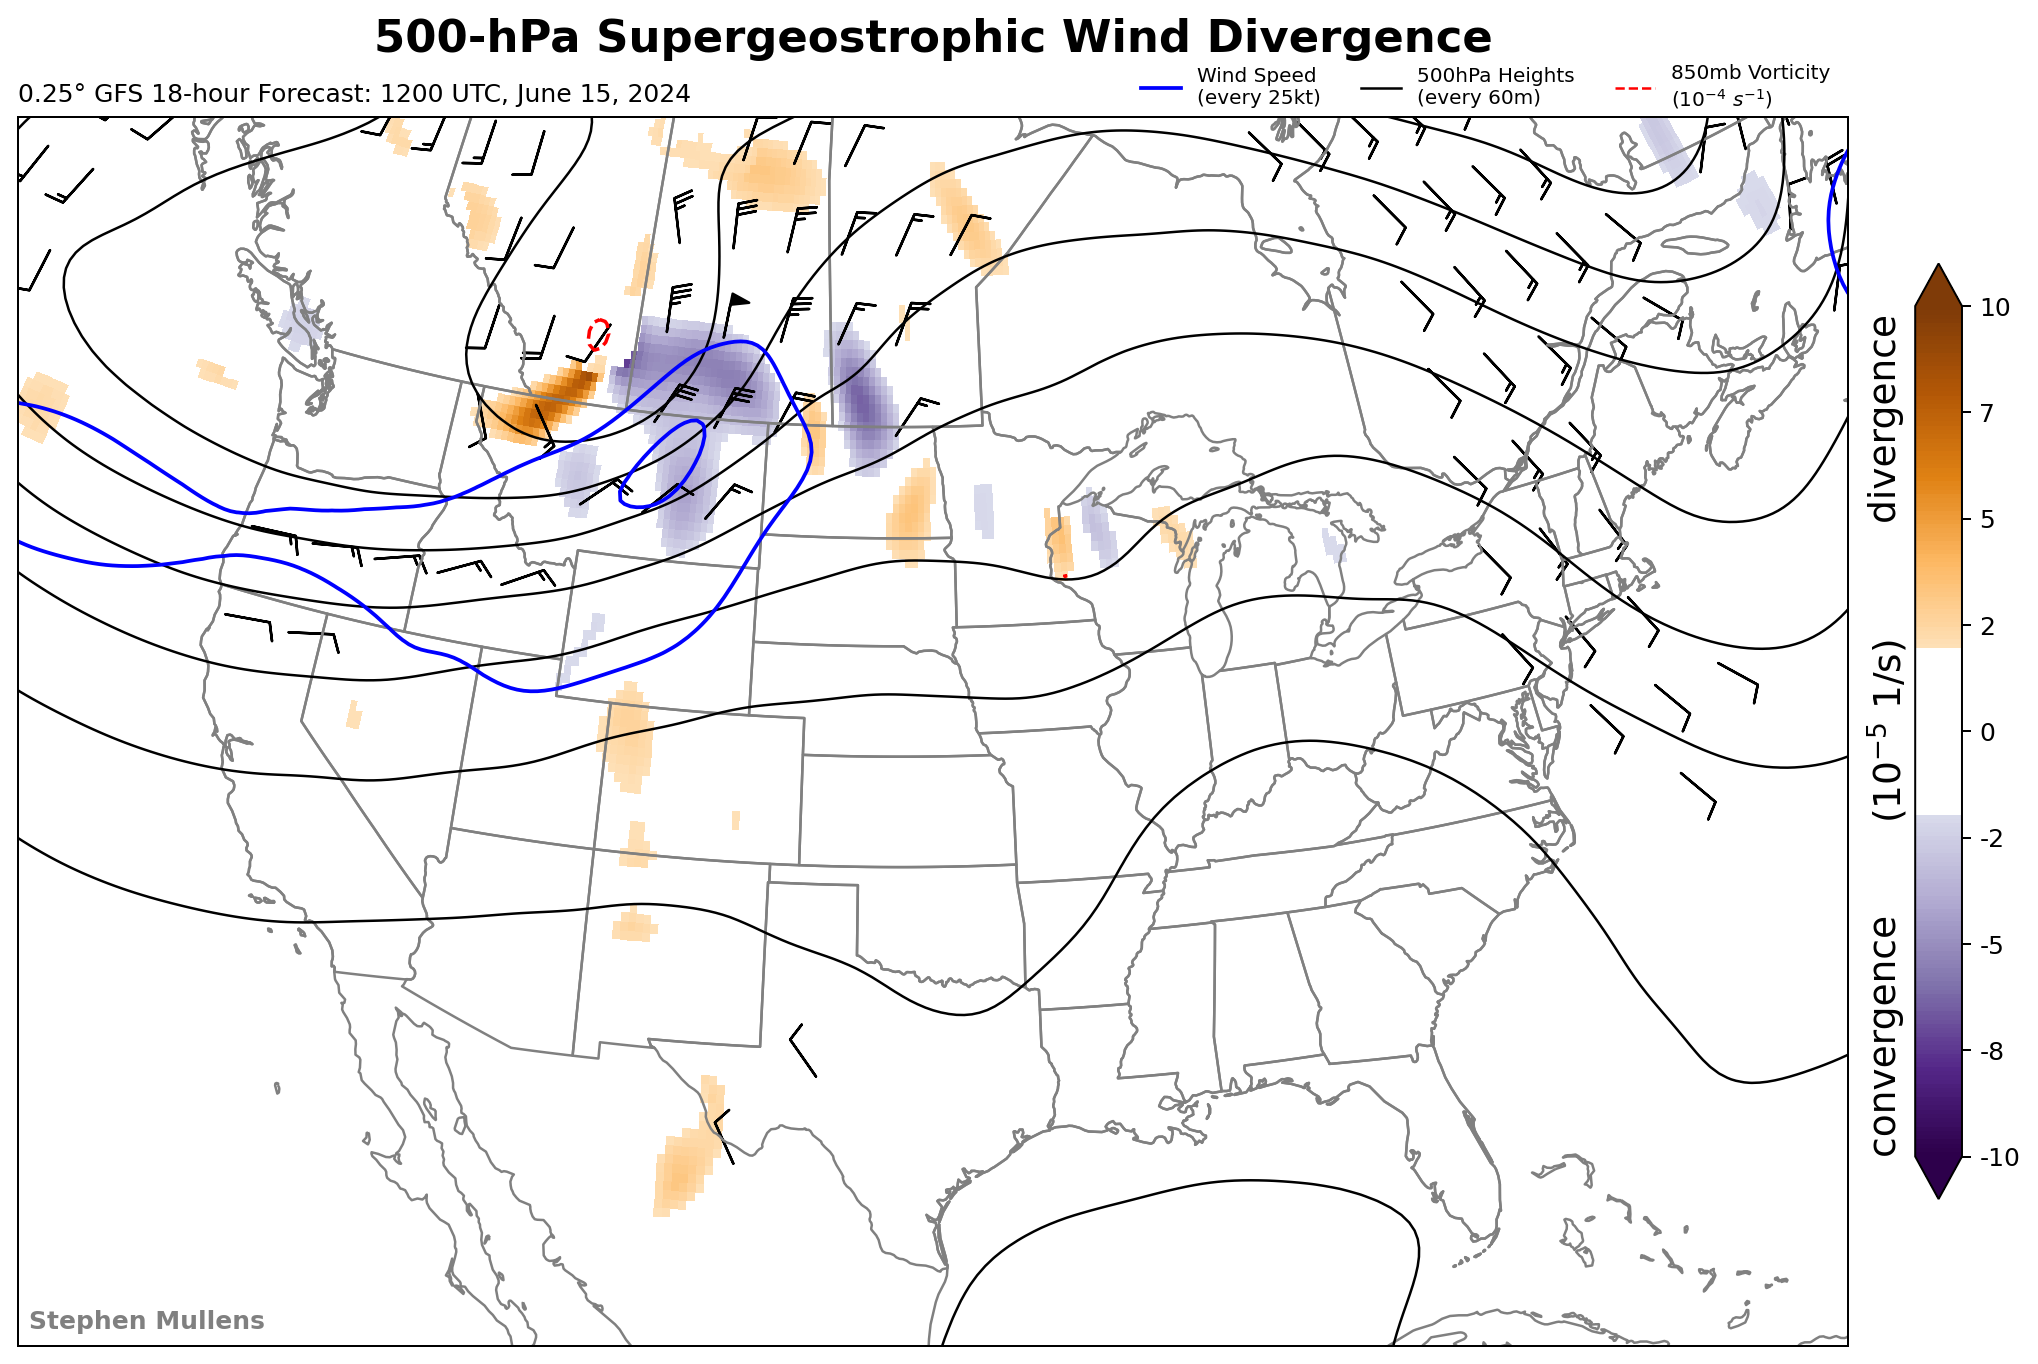 500-hPa Supergeostrophic Wind Divergence
0.25° GFS 18-hour Forecast: 1200 UTC, June 15, 2024
Wind Speed
(every 25kt)
500hPa Heights
(every 60m)
850mb Vorticity
(10⁻⁴ s⁻¹)
10
7
5
2
0
-2
-5
-8
-10
convergence (10⁻⁵ 1/s) divergence
Stephen Mullens